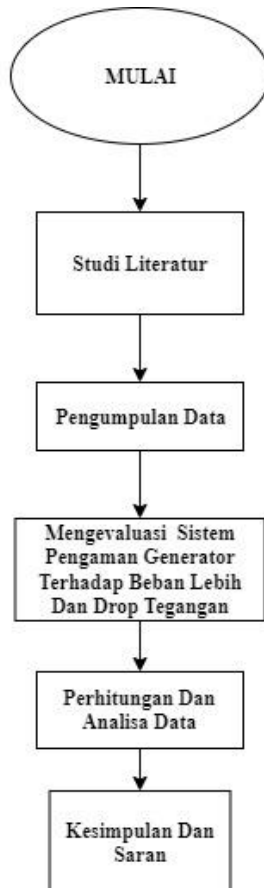 MULAI
Studi Literatur
Pengumpulan Data
Mengevaluasi Sistem
Pengaman Generator
Terhadap Beban Lebih
Dan Drop Tegangan
Perhitungan Dan
Analisa Data
Kesimpulan Dan
Saran